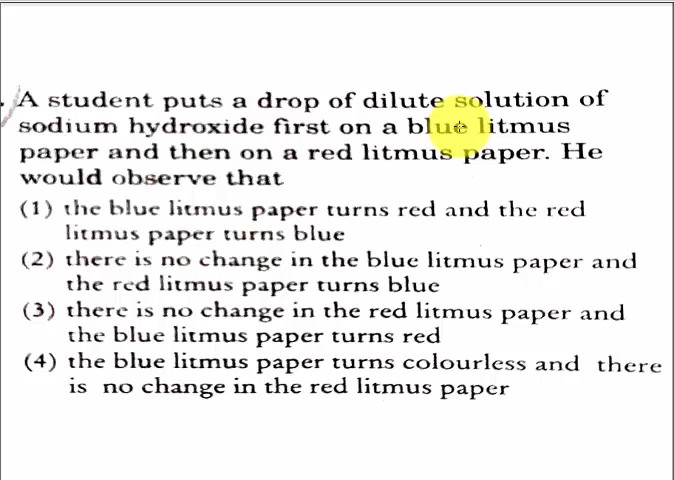 A student puts a drop of dilute solution of
sodium hydroxide first on a blue litmus
paper and then on a red litmus paper. He
would observe that
(1) the blue litmus paper turns red and the red
litmus paper turns blue
(2) there is no change in the blue litmus paper and
the red litmus paper turns blue
(3) there is no change in the red litmus paper and
the blue litmus paper turns red
(4) the blue litmus paper turns colourless and there
is no change in the red litmus paper